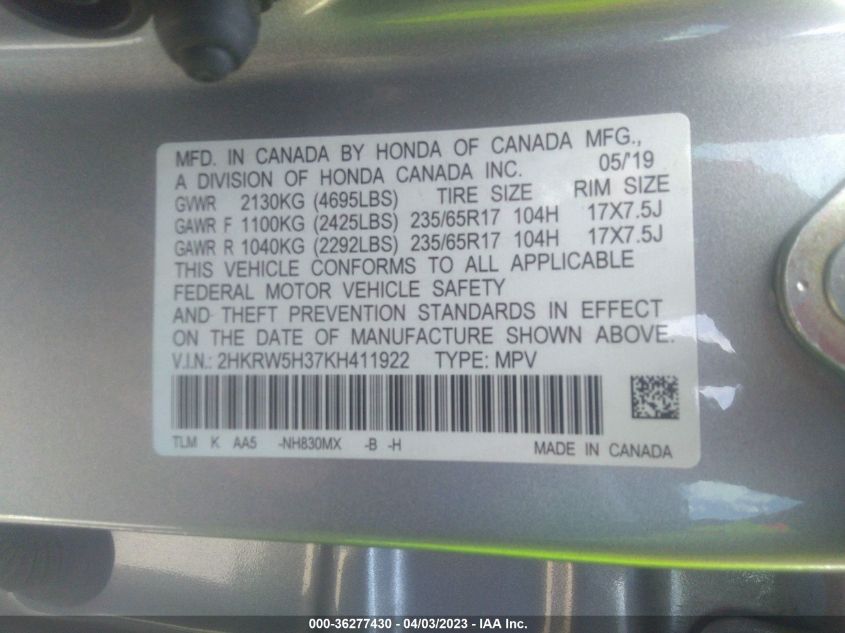 MFD. IN CANADA BY HONDA OF CANADA MFG.,
A DIVISION OF HONDA CANADA INC. 05/'19
GVWR 2130KG (4695LBS) TIRE SIZE RIM SIZE
GAWR F 1100KG (2425LBS) 235/65R17 104H 17X7.5J
GAWR R 1040KG (2292LBS) 235/65R17 104H 17X7.5J
THIS VEHICLE CONFORMS TO ALL APPLICABLE
FEDERAL MOTOR VEHICLE SAFETY
AND THEFT PREVENTION STANDARDS IN EFFECT
ON THE DATE OF MANUFACTURE SHOWN ABOVE.
V.I.N.: 2HKRW5H37KH411922 TYPE: MPV
TLM K AA5 -NH830MX -B -H MADE IN CANADA
000-36277430 - 04/03/2023 - IAA Inc.